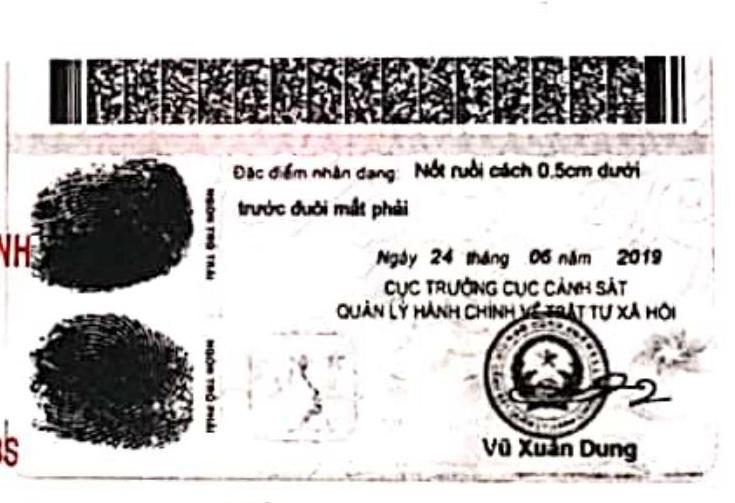 Đặc điểm nhân dạng: Nốt ruồi cách 0.5cm dưới
trước đuôi mắt phải
NGÓN TRỎ TRÁI
NH
Ngày 24 tháng 06 năm 2019
CỤC TRƯỞNG CỤC CẢNH SÁT
QUẢN LÝ HÀNH CHÍNH VỀ TRẬT TỰ XÃ HỘI
NGÓN TRỎ PHẢI
BS
Vũ Xuân Dung